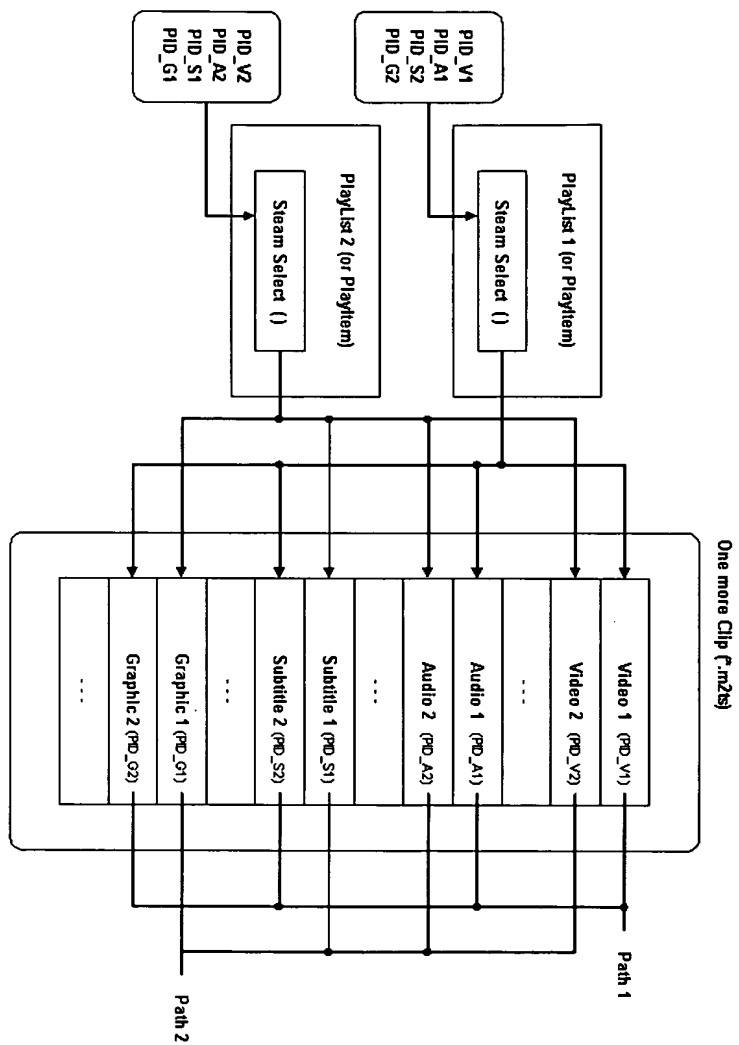 One more Clip (*.m2ts)
PID_V1
PID_A1
PID_S2
PID_G2
PlayList 1 (or PlayItem)
Steam Select ()
PID_V2
PID_A2
PID_S1
PID_G1
PlayList 2 (or PlayItem)
Steam Select ()
Video 1 (PID_V1)
Video 2 (PID_V2)
...
Audio 1 (PID_A1)
Audio 2 (PID_A2)
...
Subtitle 1 (PID_S1)
Subtitle 2 (PID_S2)
...
Graphic 1 (PID_G1)
Graphic 2 (PID_G2)
...
Path 1
Path 2